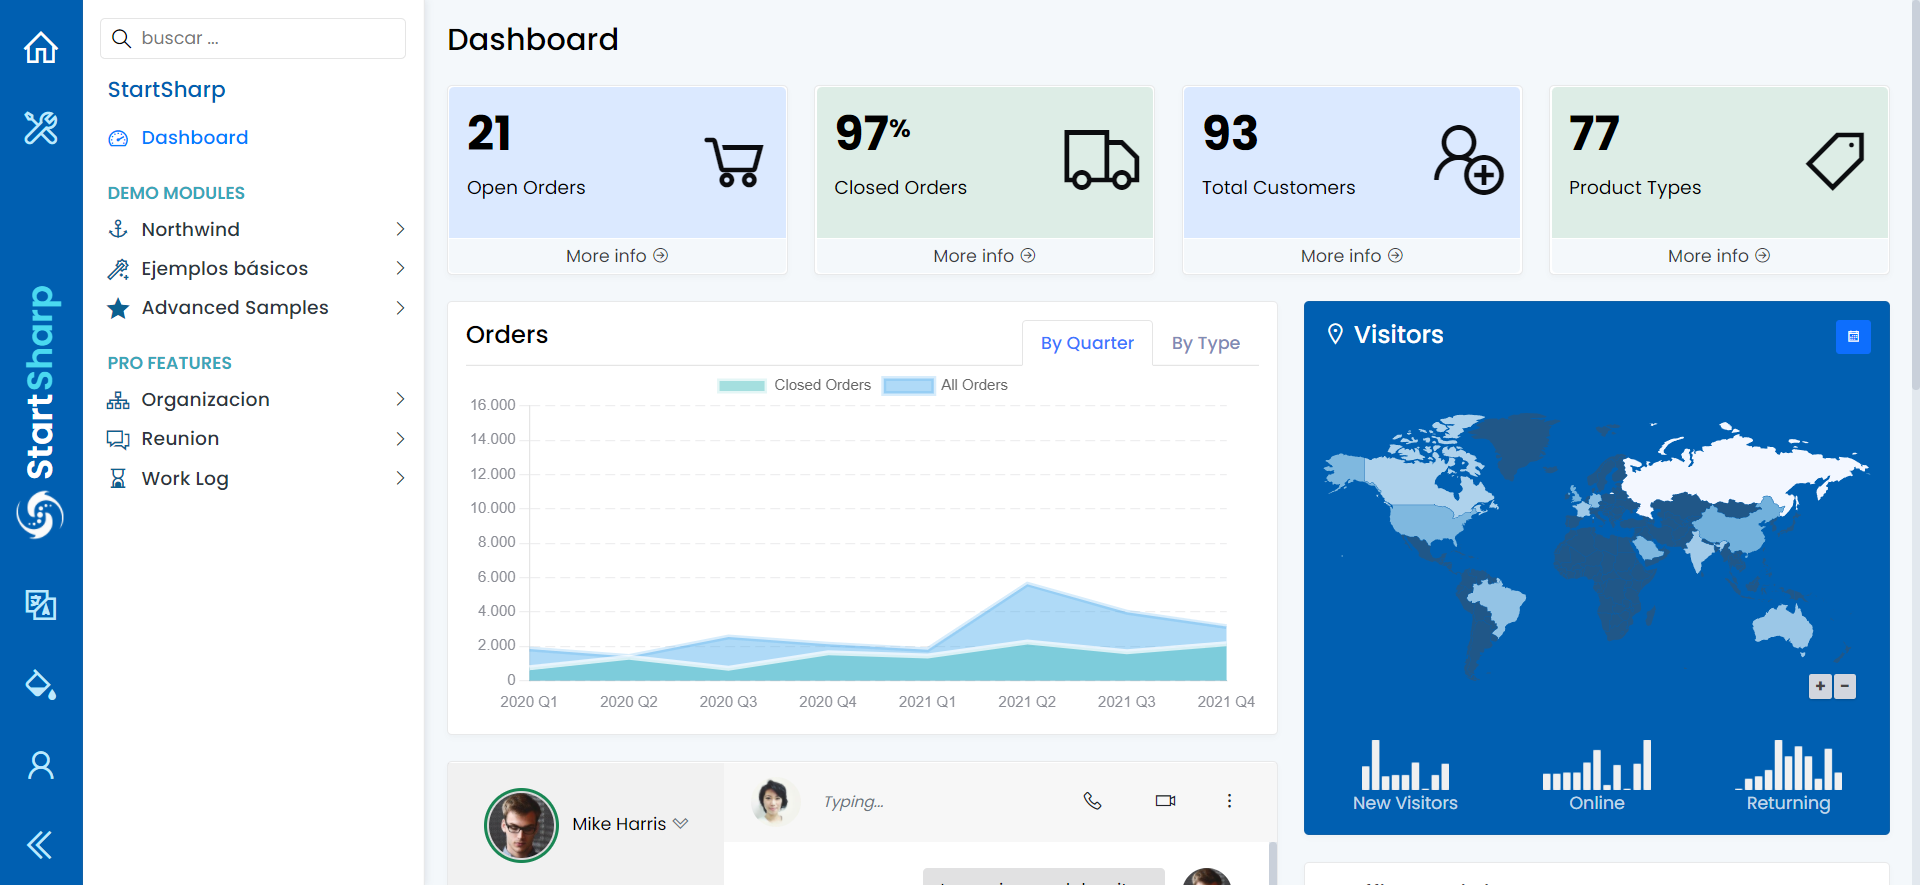 StartSharp
buscar ...
StartSharp
Dashboard
DEMO MODULES
Northwind
Ejemplos básicos
Advanced Samples
PRO FEATURES
Organizacion
Reunion
Work Log
Dashboard
21
Open Orders
More info
97%
Closed Orders
More info
93
Total Customers
More info
77
Product Types
More info
Orders
By Quarter
By Type
Closed Orders
All Orders
16.000
14.000
12.000
10.000
8.000
6.000
4.000
2.000
0
2020 Q1
2020 Q2
2020 Q3
2020 Q4
2021 Q1
2021 Q2
2021 Q3
2021 Q4
Visitors
+
−
New Visitors
Online
Returning
Mike Harris
Typing...